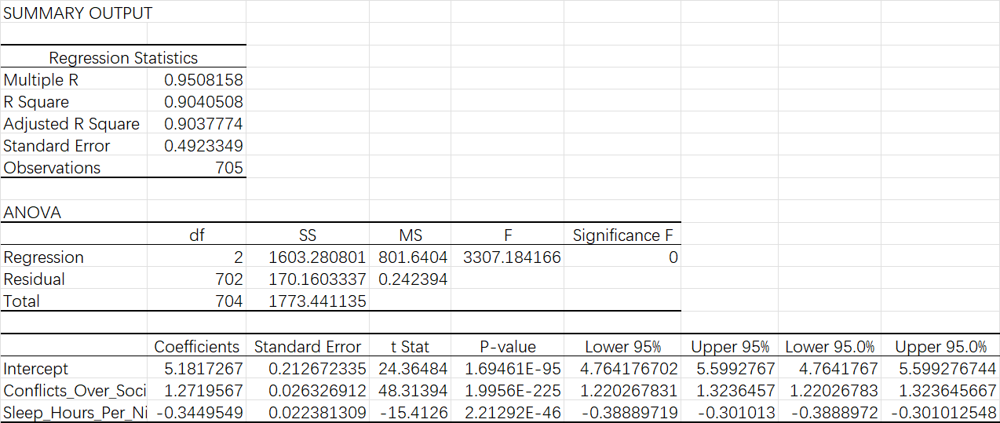 SUMMARY OUTPUT
Regression Statistics
Multiple R 0.9508158
R Square 0.9040508
Adjusted R Square 0.9037774
Standard Error 0.4923349
Observations 705
ANOVA
df SS MS F Significance F
Regression 2 1603.280801 801.6404 3307.184166 0
Residual 702 170.1603337 0.242394
Total 704 1773.441135
Coefficients Standard Error t Stat P-value Lower 95% Upper 95% Lower 95.0% Upper 95.0%
Intercept 5.1817267 0.212672335 24.36484 1.69461E-95 4.764176702 5.5992767 4.7641767 5.599276744
Conflicts_Over_Soci 1.2719567 0.026326912 48.31394 1.9956E-225 1.220267831 1.3236457 1.22026783 1.323645667
Sleep_Hours_Per_Ni -0.3449549 0.022381309 -15.4126 2.21292E-46 -0.38889719 -0.301013 -0.3888972 -0.301012548